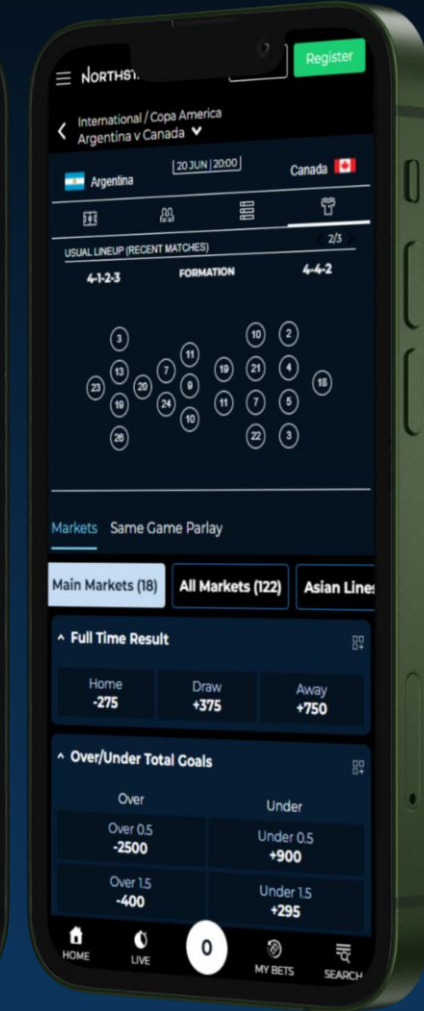 Register
International / Copa America
Argentina v Canada
Argentina
20 JUN | 20:00
Canada
USUAL LINEUP (RECENT MATCHES)
2/3
4-1-2-3 FORMATION 4-4-2
10 2
3
11
13 7 19 21 4
23 20 9 18
19 24 11 7 5
10
26 22 3
Markets Same Game Parlay
Main Markets (18) All Markets (122) Asian Lines
Full Time Result
Home Draw Away
-275 +375 +750
Over/Under Total Goals
Over Under
Over 0.5 Under 0.5
-2500 +900
Over 1.5 Under 1.5
-400 +295
0
HOME LIVE MY BETS SEARCH